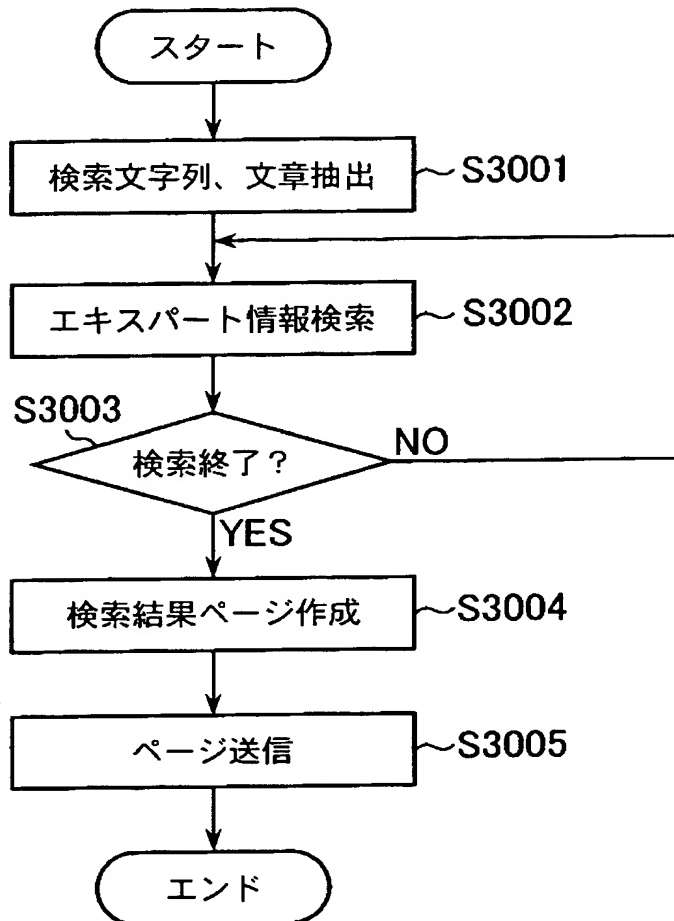 スタート
検索文字列、文章抽出
S3001
エキスパート情報検索
S3002
S3003
検索終了？
NO
YES
検索結果ページ作成
S3004
ページ送信
S3005
エンド